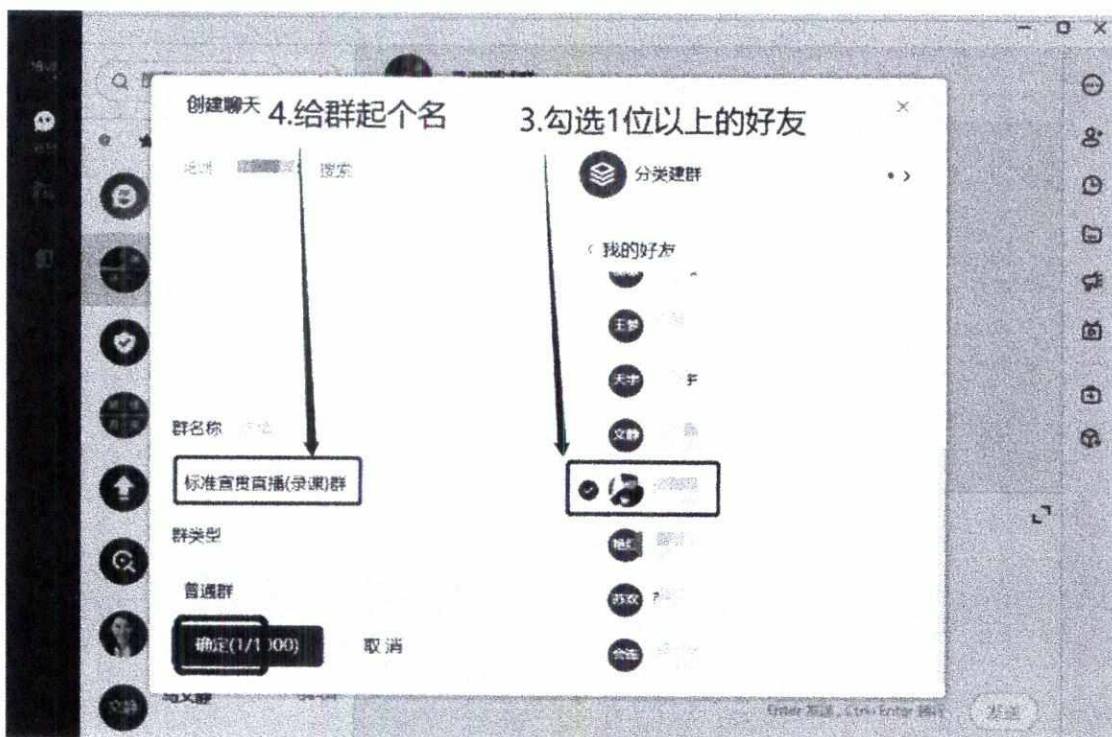 创建聊天
4.给群起个名
3.勾选1位以上的好友
搜索
分类建群
我的好友
王梦
天宇
文静
群名称
标准宣贯直播(录课)群
群类型
普通群
确定(1/1000)
取消
马文静
Enter 发送, Ctrl+Enter 换行
发送